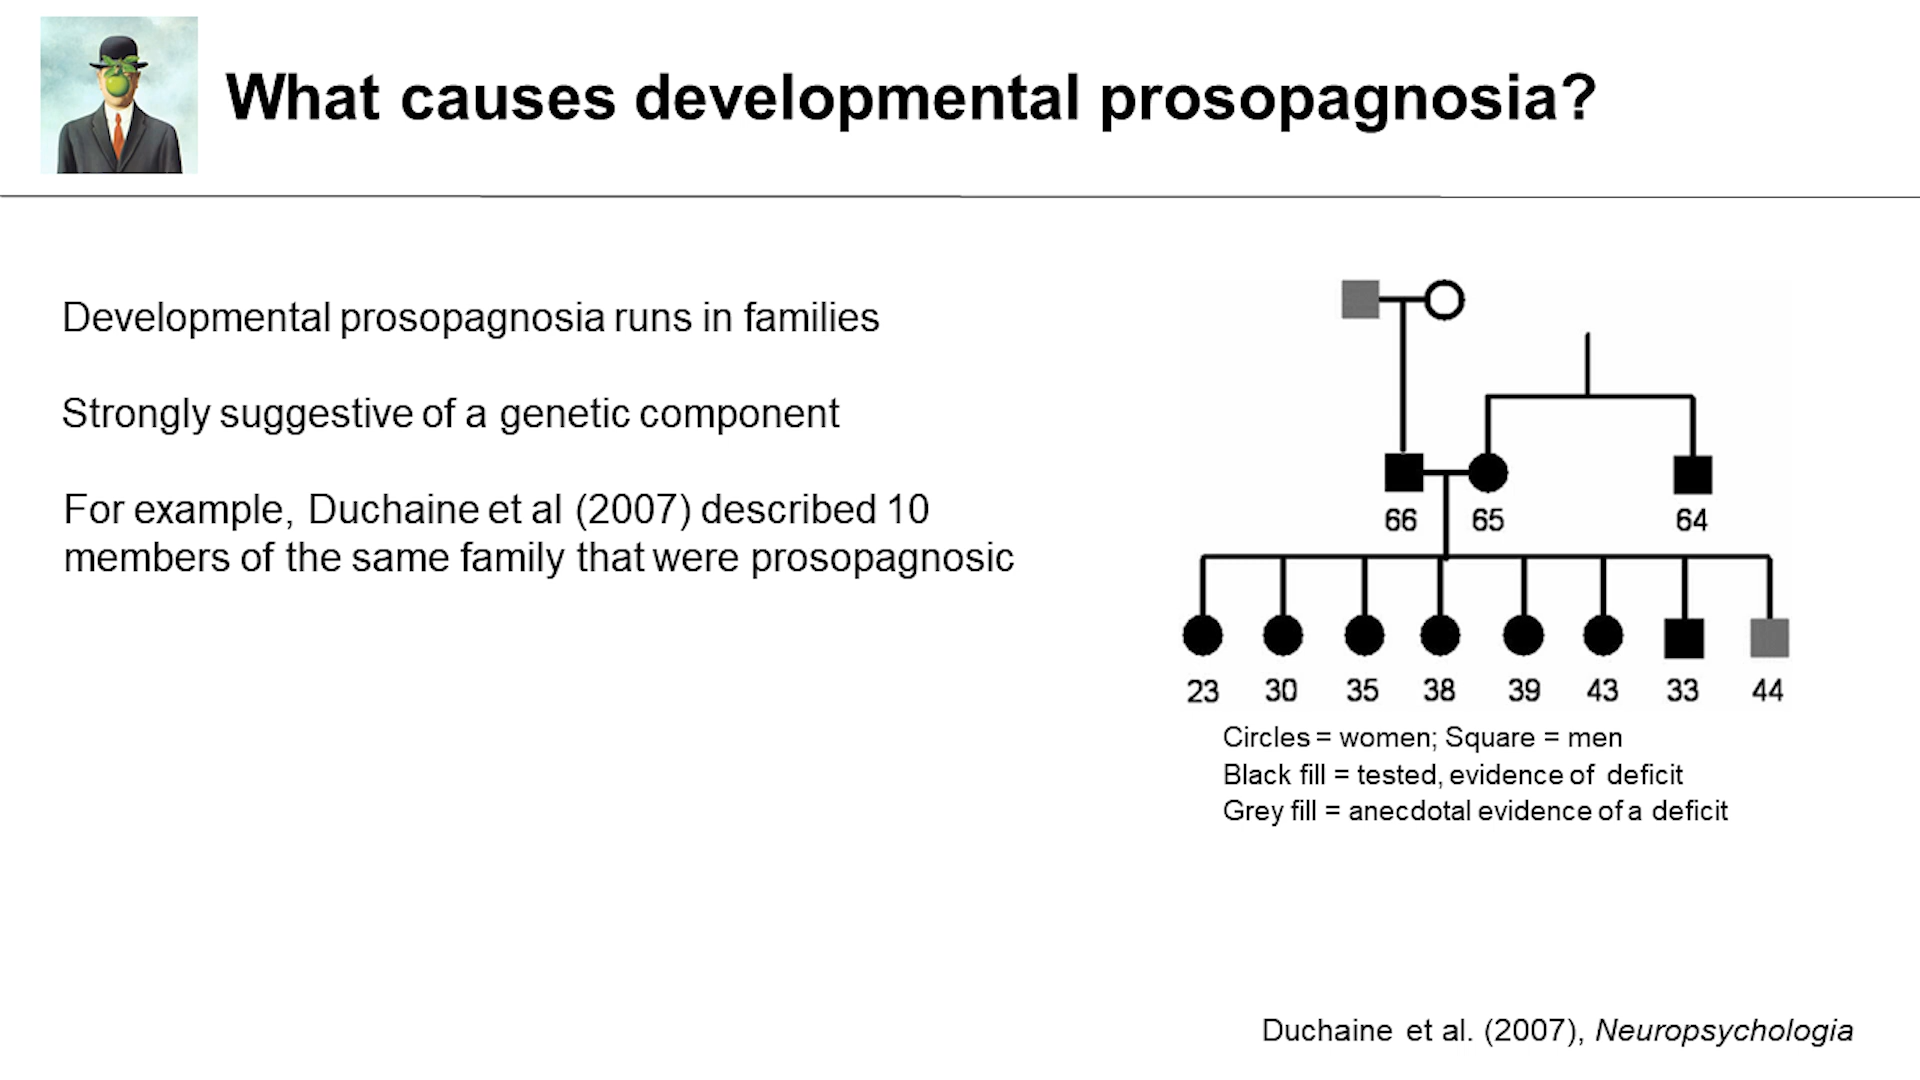 What causes developmental prosopagnosia?
Developmental prosopagnosia runs in families
Strongly suggestive of a genetic component
For example, Duchaine et al (2007) described 10
members of the same family that were prosopagnosic
66 65 64
23 30 35 38 39 43 33 44
Circles = women; Square = men
Black fill = tested, evidence of deficit
Grey fill = anecdotal evidence of a deficit
Duchaine et al. (2007), Neuropsychologia